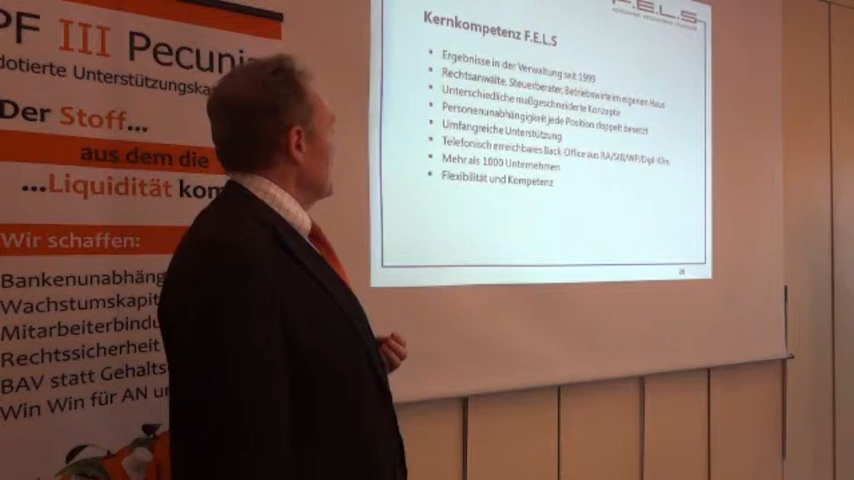 PF III Pecuni
dotierte Unterstützungska
Der Stoff...
aus dem die
...Liquidität kom
Wir schaffen:
Bankenunabhäng
Wachstumskapit
Mitarbeiterbindun
Rechtssicherheit
BAV statt Gehalts
Win Win für AN u
F.E.L.S
Kernkompetenz F.E.L.S
• Ergebnisse in der Verwaltung seit 1999
• Rechtsanwälte, Steuerberater, Betriebswirte im eigenen Haus
• Unterschiedliche maßgeschneiderte Konzepte
• Personenunabhängigkeit jede Position doppelt besetzt
• Umfangreiche Unterstützung
• Telefonisch erreichbares Back Office aus RA/StB/WP/Dipl-Kfm
• Mehr als 1000 Unternehmen
• Flexibilität und Kompetenz